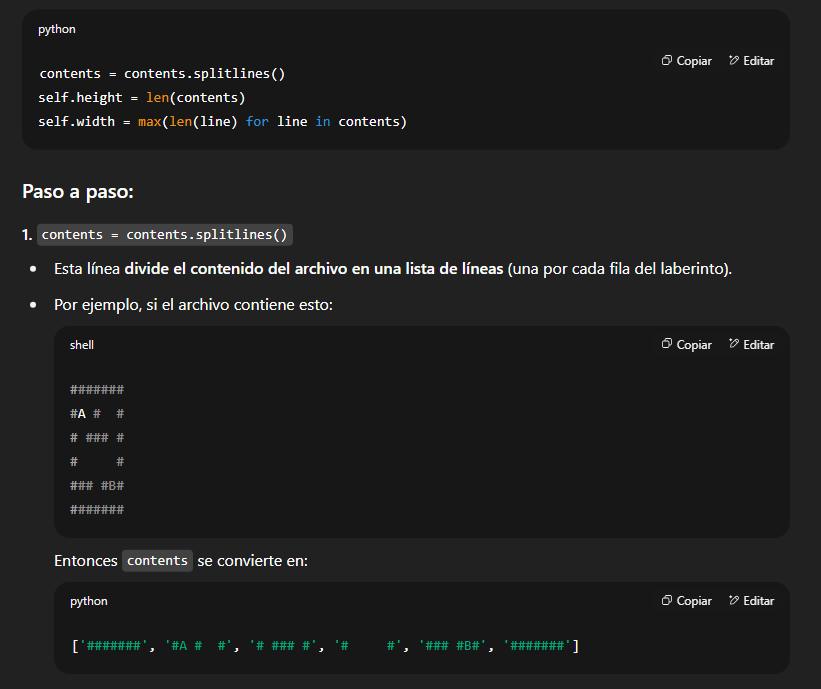 python
Copiar Editar
contents = contents.splitlines()
self.height = len(contents)
self.width = max(len(line) for line in contents)
Paso a paso:
1. contents = contents.splitlines()
• Esta línea divide el contenido del archivo en una lista de líneas (una por cada fila del laberinto).
• Por ejemplo, si el archivo contiene esto:
shell Copiar Editar
#######
#A #  #
# ### #
#     #
### #B#
#######
Entonces contents se convierte en:
python Copiar Editar
['#######', '#A #  #', '# ### #', '#     #', '### #B#', '#######']